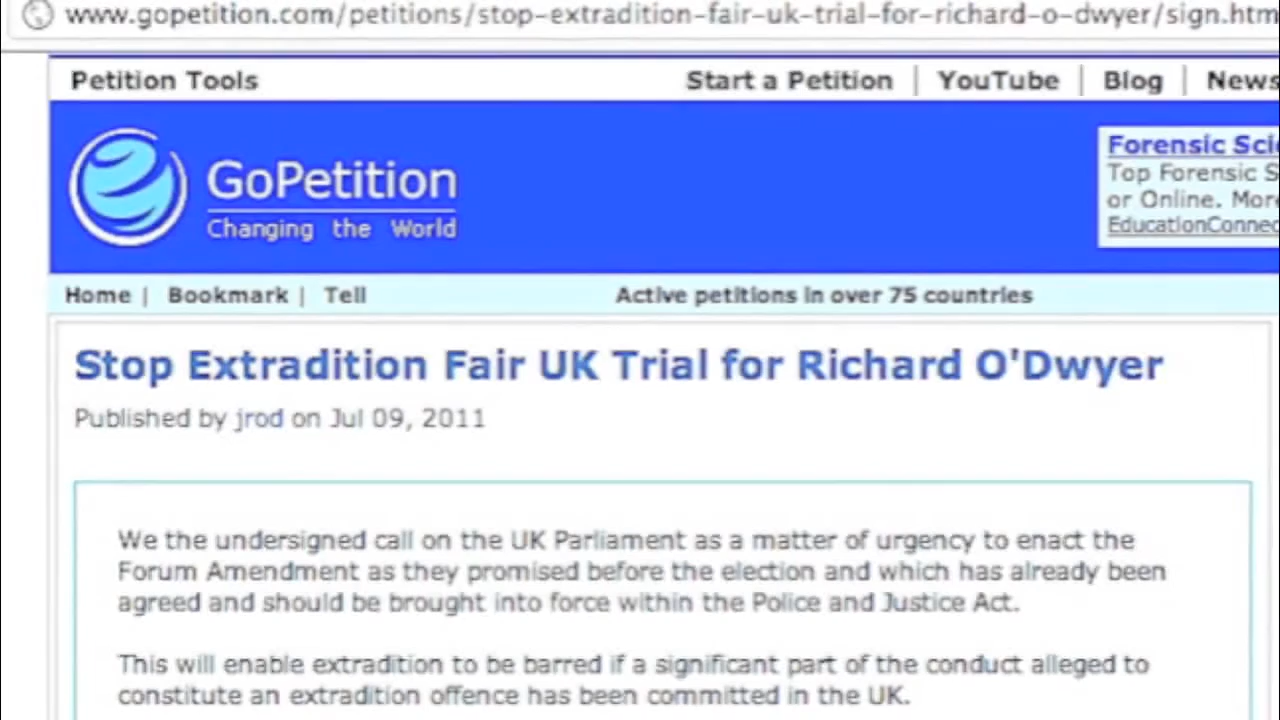 www.gopetition.com/petitions/stop-extradition-fair-uk-trial-for-richard-o-dwyer/sign.htm
Petition Tools
Start a Petition | YouTube | Blog | News
GoPetition
Changing the World
Forensic Sci
Top Forensic S
or Online. More
EducationConnec
Home | Bookmark | Tell
Active petitions in over 75 countries
Stop Extradition Fair UK Trial for Richard O'Dwyer
Published by jrod on Jul 09, 2011
We the undersigned call on the UK Parliament as a matter of urgency to enact the
Forum Amendment as they promised before the election and which has already been
agreed and should be brought into force within the Police and Justice Act.
This will enable extradition to be barred if a significant part of the conduct alleged to
constitute an extradition offence has been committed in the UK.